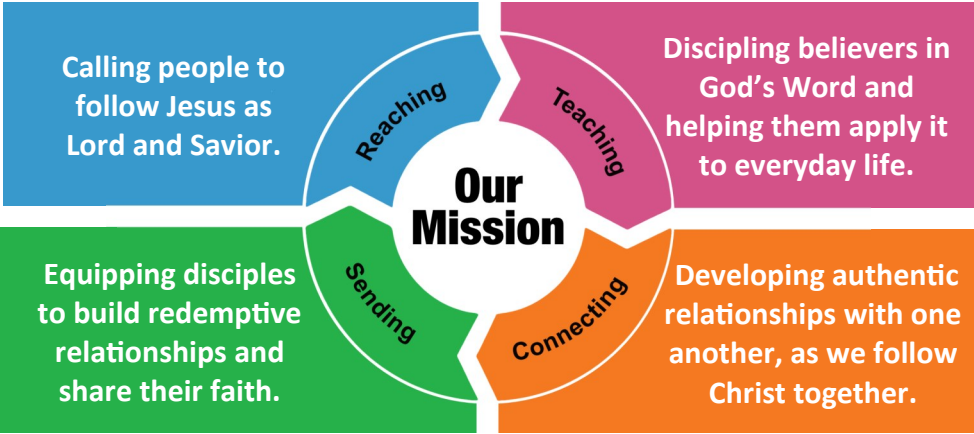 Calling people to
follow Jesus as
Lord and Savior.
Reaching
Teaching
Discipling believers in
God's Word and
helping them apply it
to everyday life.
Our
Mission
Equipping disciples
to build redemptive
relationships and
share their faith.
Sending
Connecting
Developing authentic
relationships with one
another, as we follow
Christ together.